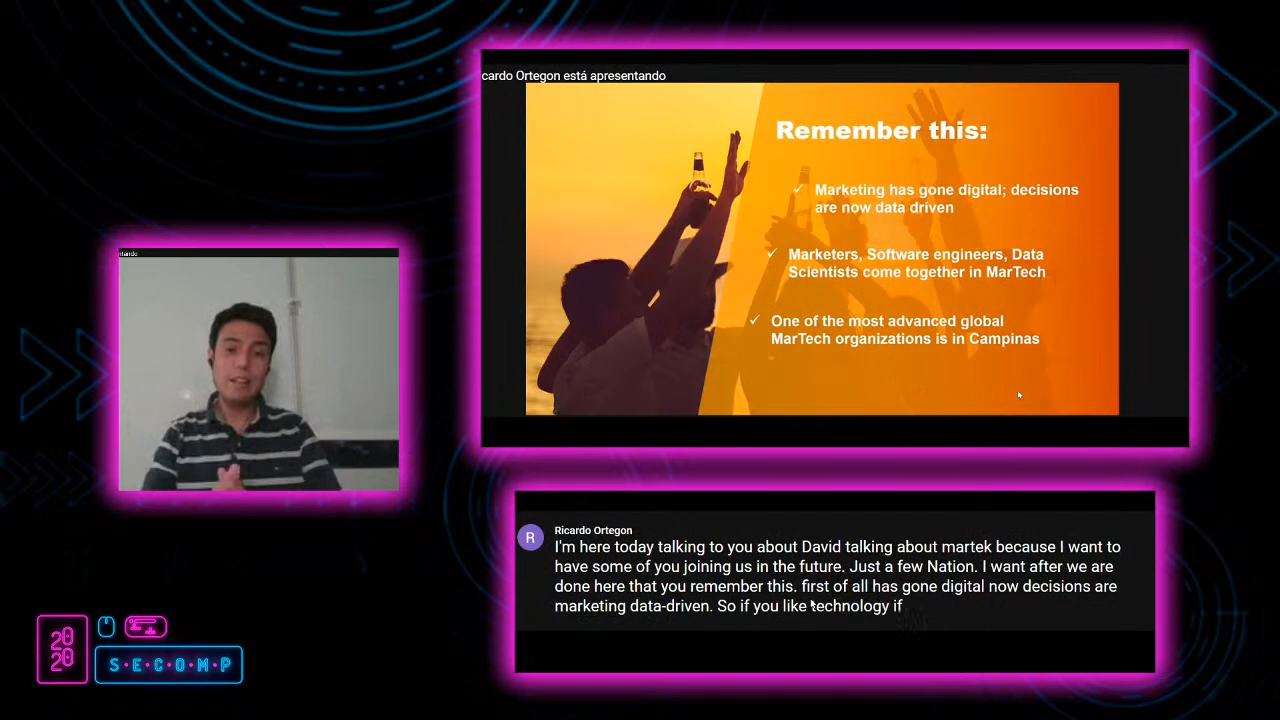 cardo Ortegon está apresentando
Remember this:
✓ Marketing has gone digital; decisions
are now data driven
✓ Marketers, Software engineers, Data
Scientists come together in MarTech
✓ One of the most advanced global
MarTech organizations is in Campinas
ntando
R
Ricardo Ortegon
I'm here today talking to you about David talking about martek because I want to
have some of you joining us in the future. Just a few Nation. I want after we are
done here that you remember this. first of all has gone digital now decisions are
marketing data-driven. So if you like technology if
20
20
S·E·C·O·M·P